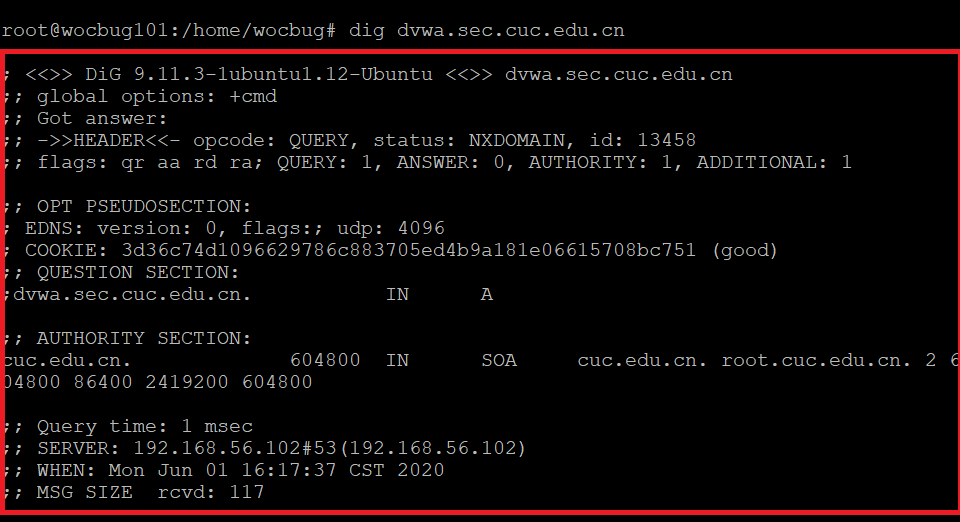 root@wocbug101:/home/wocbug# dig dvwa.sec.cuc.edu.cn
; <<>> DiG 9.11.3-1ubuntu1.12-Ubuntu <<>> dvwa.sec.cuc.edu.cn
;; global options: +cmd
;; Got answer:
;; ->>HEADER<<- opcode: QUERY, status: NXDOMAIN, id: 13458
;; flags: qr aa rd ra; QUERY: 1, ANSWER: 0, AUTHORITY: 1, ADDITIONAL: 1
;; OPT PSEUDOSECTION:
; EDNS: version: 0, flags:; udp: 4096
; COOKIE: 3d36c74d1096629786c883705ed4b9a181e06615708bc751 (good)
;; QUESTION SECTION:
;dvwa.sec.cuc.edu.cn. IN A
;; AUTHORITY SECTION:
cuc.edu.cn. 604800 IN SOA cuc.edu.cn. root.cuc.edu.cn. 2 6
04800 86400 2419200 604800
;; Query time: 1 msec
;; SERVER: 192.168.56.102#53(192.168.56.102)
;; WHEN: Mon Jun 01 16:17:37 CST 2020
;; MSG SIZE rcvd: 117